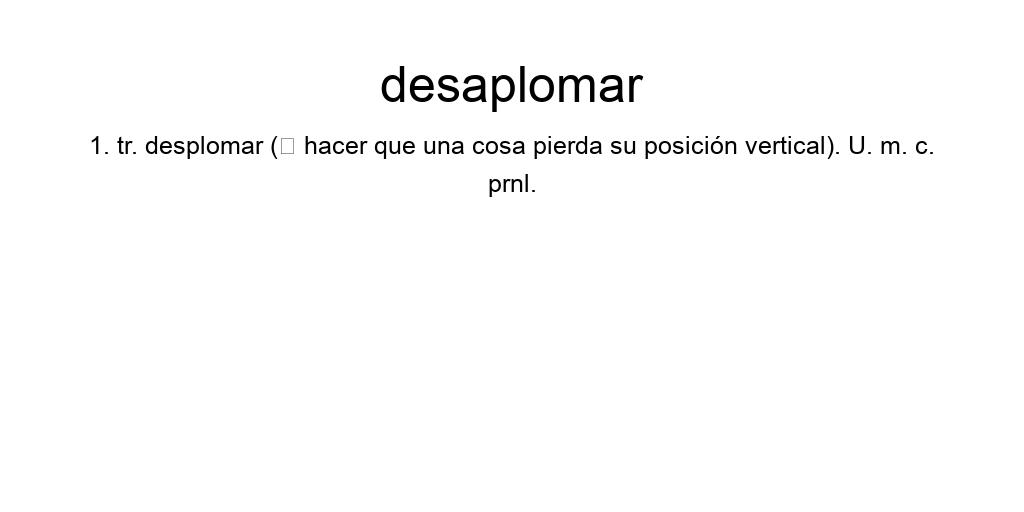 desaplomar
1. tr. desplomar (□ hacer que una cosa pierda su posición vertical). U. m. c.
prnl.